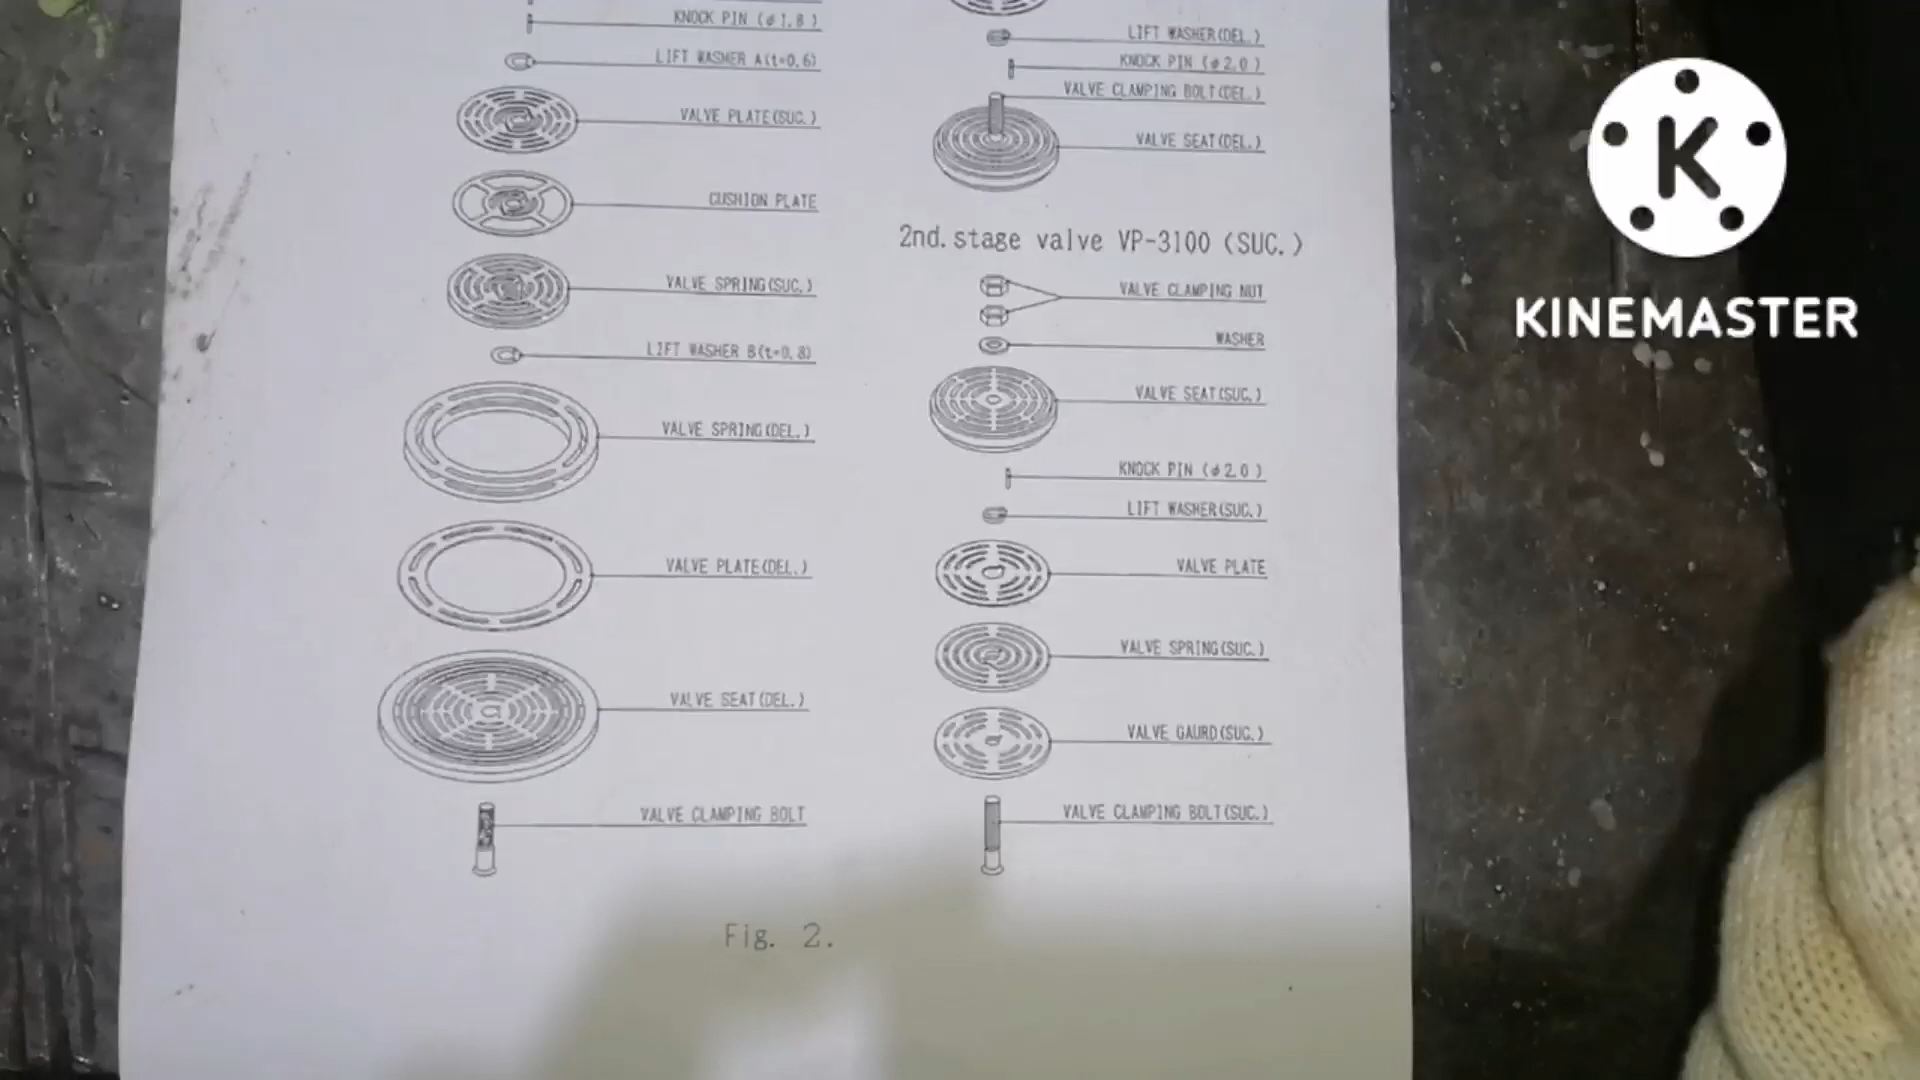 KNOCK PIN (φ1.8)
LIFT WASHER A(t=0.6)
VALVE PLATE(SUC.)
CUSHION PLATE
VALVE SPRING(SUC.)
LIFT WASHER B(t=0.8)
VALVE SPRING(DEL.)
VALVE PLATE(DEL.)
VALVE SEAT(DEL.)
VALVE CLAMPING BOLT
LIFT WASHER(DEL.)
KNOCK PIN (φ2.0)
VALVE CLAMPING BOLT(DEL.)
VALVE SEAT(DEL.)
2nd. stage valve VP-3100 (SUC.)
VALVE CLAMPING NUT
WASHER
VALVE SEAT(SUC.)
KNOCK PIN (φ2.0)
LIFT WASHER(SUC.)
VALVE PLATE
VALVE SPRING(SUC.)
VALVE GAURD(SUC.)
VALVE CLAMPING BOLT(SUC.)
Fig. 2.
K
KINEMASTER